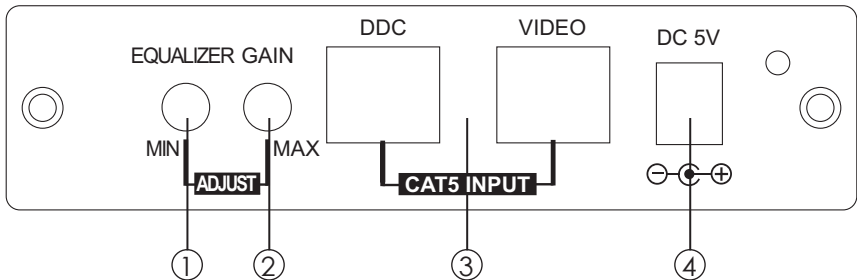 DDC VIDEO DC 5V
EQUALIZER GAIN
MIN MAX
ADJUST
CAT5 INPUT
- +
1 2 3 4